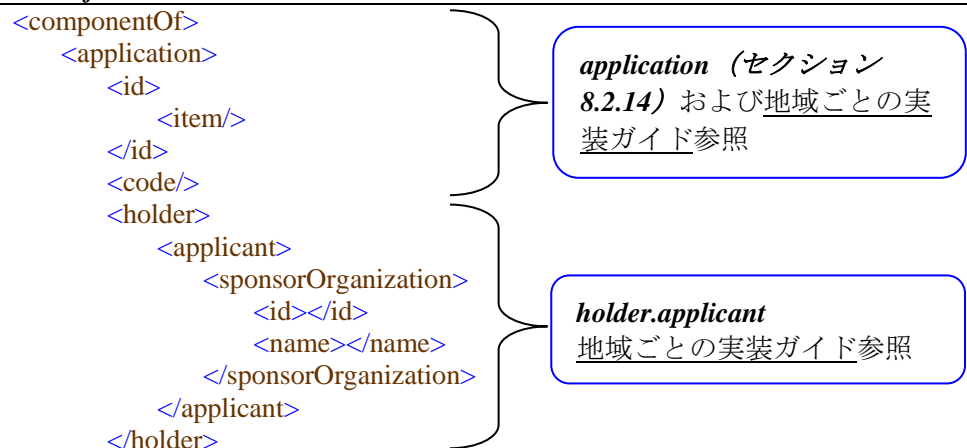 <componentOf>
<application>
<id>
<item/>
</id>
<code/>
<holder>
<applicant>
<sponsorOrganization>
<id></id>
<name></name>
</sponsorOrganization>
</applicant>
</holder>
application（セクション
8.2.14）および地域ごとの実
装ガイド参照
holder.applicant
地域ごとの実装ガイド参照